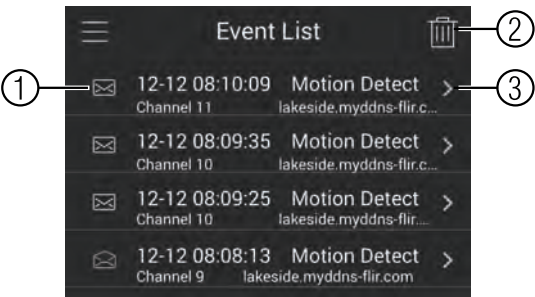 Event List
2
1
12-12 08:10:09 Motion Detect
3
Channel 11 lakeside.myddns-flir.c...
12-12 08:09:35 Motion Detect
Channel 10 lakeside.myddns-flir.c...
12-12 08:09:25 Motion Detect
Channel 10 lakeside.myddns-flir....
12-12 08:08:13 Motion Detect
Channel 9 lakeside.myddns-flir.com